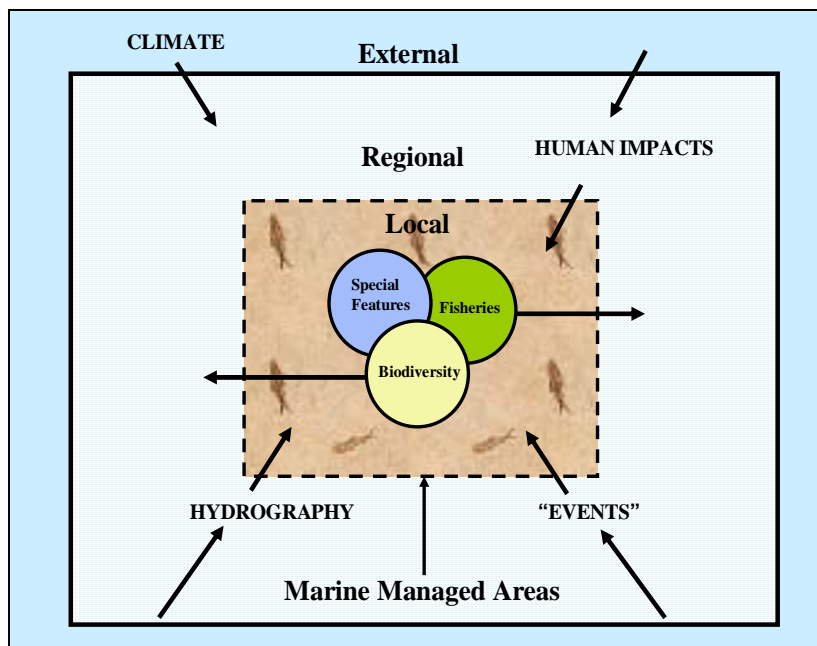 CLIMATE
External
Regional
HUMAN IMPACTS
Local
Special
Features
Fisheries
Biodiversity
HYDROGRAPHY
“EVENTS”
Marine Managed Areas